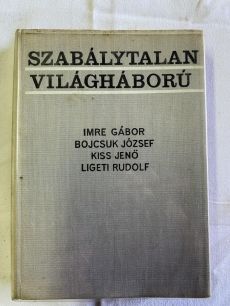 SZABÁLYTALAN
VILÁGHÁBORÚ
IMRE GÁBOR
BOJCSUK JÓZSEF
KISS JENŐ
LIGETI RUDOLF